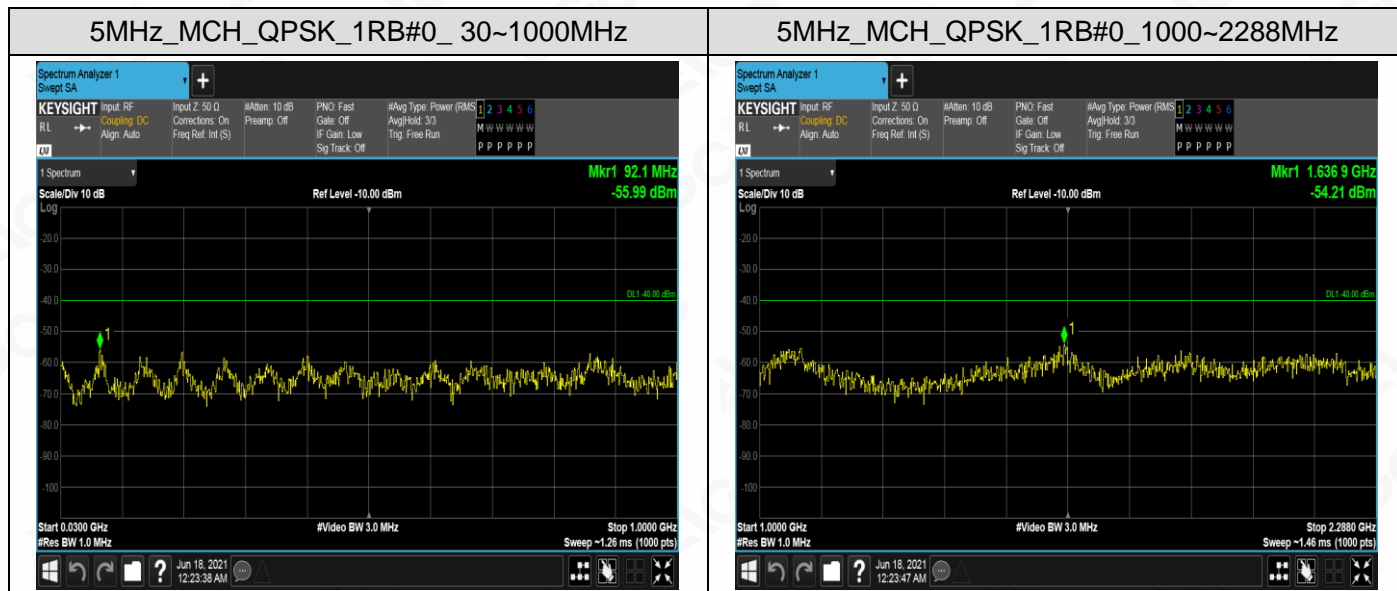 5MHz_MCH_QPSK_1RB#0_ 30~1000MHz
Spectrum Analyzer 1
Swept SA
+
KEYSIGHT
RL
LXI
Input: RF
Coupling: DC
Align: Auto
Input Z: 50 Ω
Corrections: On
Freq Ref: Int (S)
#Atten: 10 dB
Preamp: Off
PNO: Fast
Gate: Off
IF Gain: Low
Sig Track: Off
#Avg Type: Power (RMS
Avg|Hold: 3/3
Trig: Free Run
1 2 3 4 5 6
M W W W W W
P P P P P P
1 Spectrum
Mkr1 92.1 MHz
Scale/Div 10 dB
Ref Level -10.00 dBm
-55.99 dBm
Log
-20.0
-30.0
DL1 -40.00 dBm
-40.0
1
-50.0
-60.0
-70.0
-80.0
-90.0
-100
Start 0.0300 GHz
#Video BW 3.0 MHz
Stop 1.0000 GHz
#Res BW 1.0 MHz
Sweep ~1.26 ms (1000 pts)
?
Jun 18, 2021
12:23:38 AM
5MHz_MCH_QPSK_1RB#0_1000~2288MHz
Spectrum Analyzer 1
Swept SA
+
KEYSIGHT
RL
LXI
Input: RF
Coupling: DC
Align: Auto
Input Z: 50 Ω
Corrections: On
Freq Ref: Int (S)
#Atten: 10 dB
Preamp: Off
PNO: Fast
Gate: Off
IF Gain: Low
Sig Track: Off
#Avg Type: Power (RMS
Avg|Hold: 3/3
Trig: Free Run
1 2 3 4 5 6
M W W W W W
P P P P P P
1 Spectrum
Mkr1 1.636 9 GHz
Scale/Div 10 dB
Ref Level -10.00 dBm
-54.21 dBm
Log
-20.0
-30.0
DL1 -40.00 dBm
-40.0
1
-50.0
-60.0
-70.0
-80.0
-90.0
-100
Start 1.0000 GHz
#Video BW 3.0 MHz
Stop 2.2880 GHz
#Res BW 1.0 MHz
Sweep ~1.46 ms (1000 pts)
?
Jun 18, 2021
12:23:47 AM